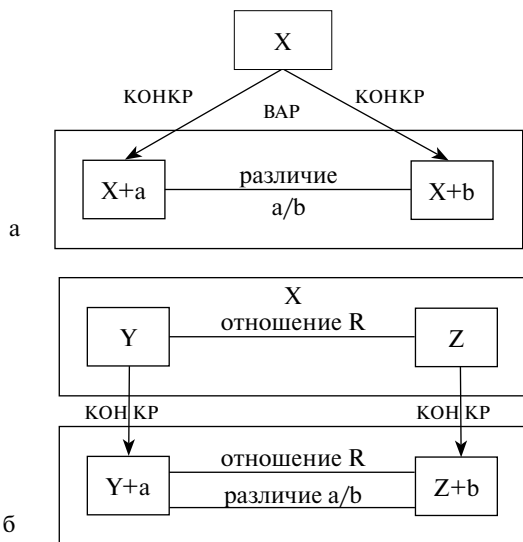 X
КОНКР КОНКР
ВАР
X+a различие X+b
a/b
а
X
Y отношение R Z
КОНКР КОНКР
отношение R
Y+a Z+b
различие a/b
б